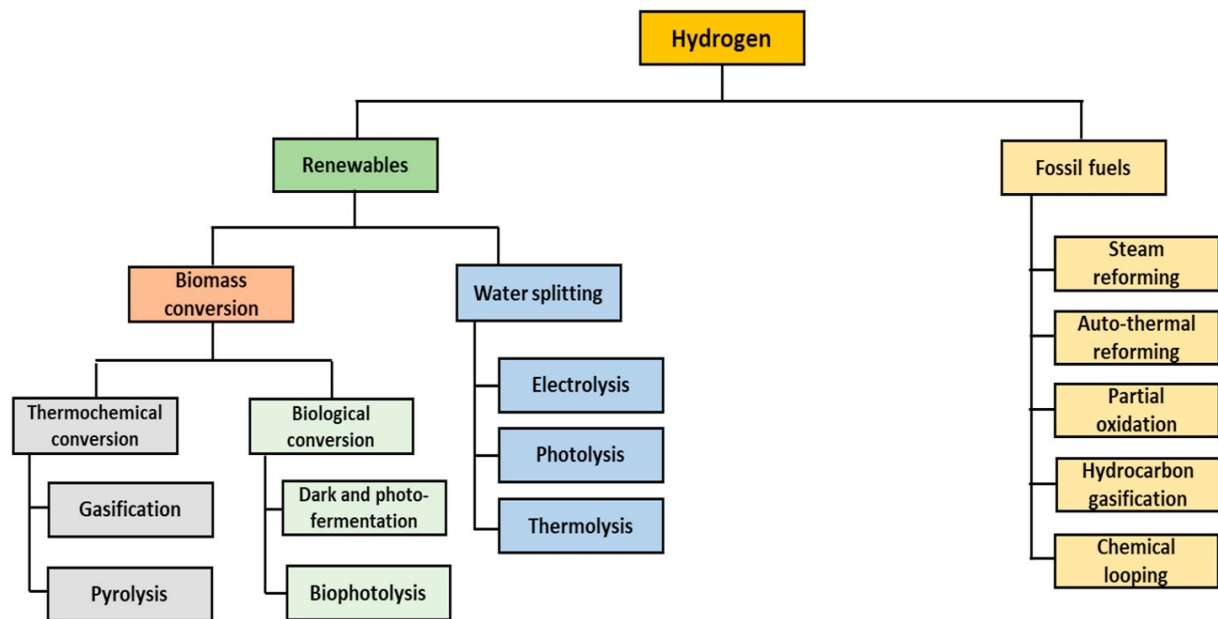 Hydrogen
Renewables
Fossil fuels
Biomass
conversion
Water splitting
Thermochemical
conversion
Biological
conversion
Gasification
Pyrolysis
Dark and photo-
fermentation
Biophotolysis
Electrolysis
Photolysis
Thermolysis
Steam
reforming
Auto-thermal
reforming
Partial
oxidation
Hydrocarbon
gasification
Chemical
looping